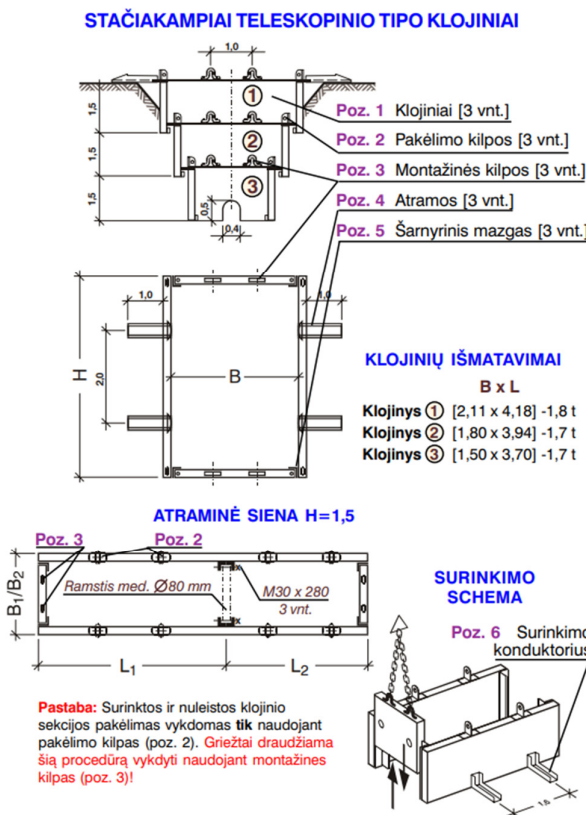 STAČIAKAMPIAI TELESKOPINIO TIPO KLOJINIAI
1,0
1,5
1,5
1,5
1
2
3
0,5
0,4
Poz. 1 Klojiniai [3 vnt.]
Poz. 2 Pakėlimo kilpos [3 vnt.]
Poz. 3 Montažinės kilpos [3 vnt.]
Poz. 4 Atramos [3 vnt.]
Poz. 5 Šarnyrinis mazgas [3 vnt.]
1,0
1,0
H
2,0
B
KLOJINIŲ IŠMATAVIMAI
B x L
Klojinys 1 [2,11 x 4,18] -1,8 t
Klojinys 2 [1,80 x 3,94] -1,7 t
Klojinys 3 [1,50 x 3,70] -1,7 t
ATRAMINĖ SIENA H=1,5
Poz. 3
Poz. 2
B1/B2
Ramstis med. Ø80 mm
M30 x 280
3 vnt.
L1
L2
SURINKIMO
SCHEMA
Poz. 6 Surinkimo
konduktorius
1,5
Pastaba: Surinktos ir nuleistos klojinio
sekcijos pakėlimas vykdomas tik naudojant
pakėlimo kilpas (poz. 2). Griežtai draudžiama
šią procedūrą vykdyti naudojant montažines
kilpas (poz. 3)!